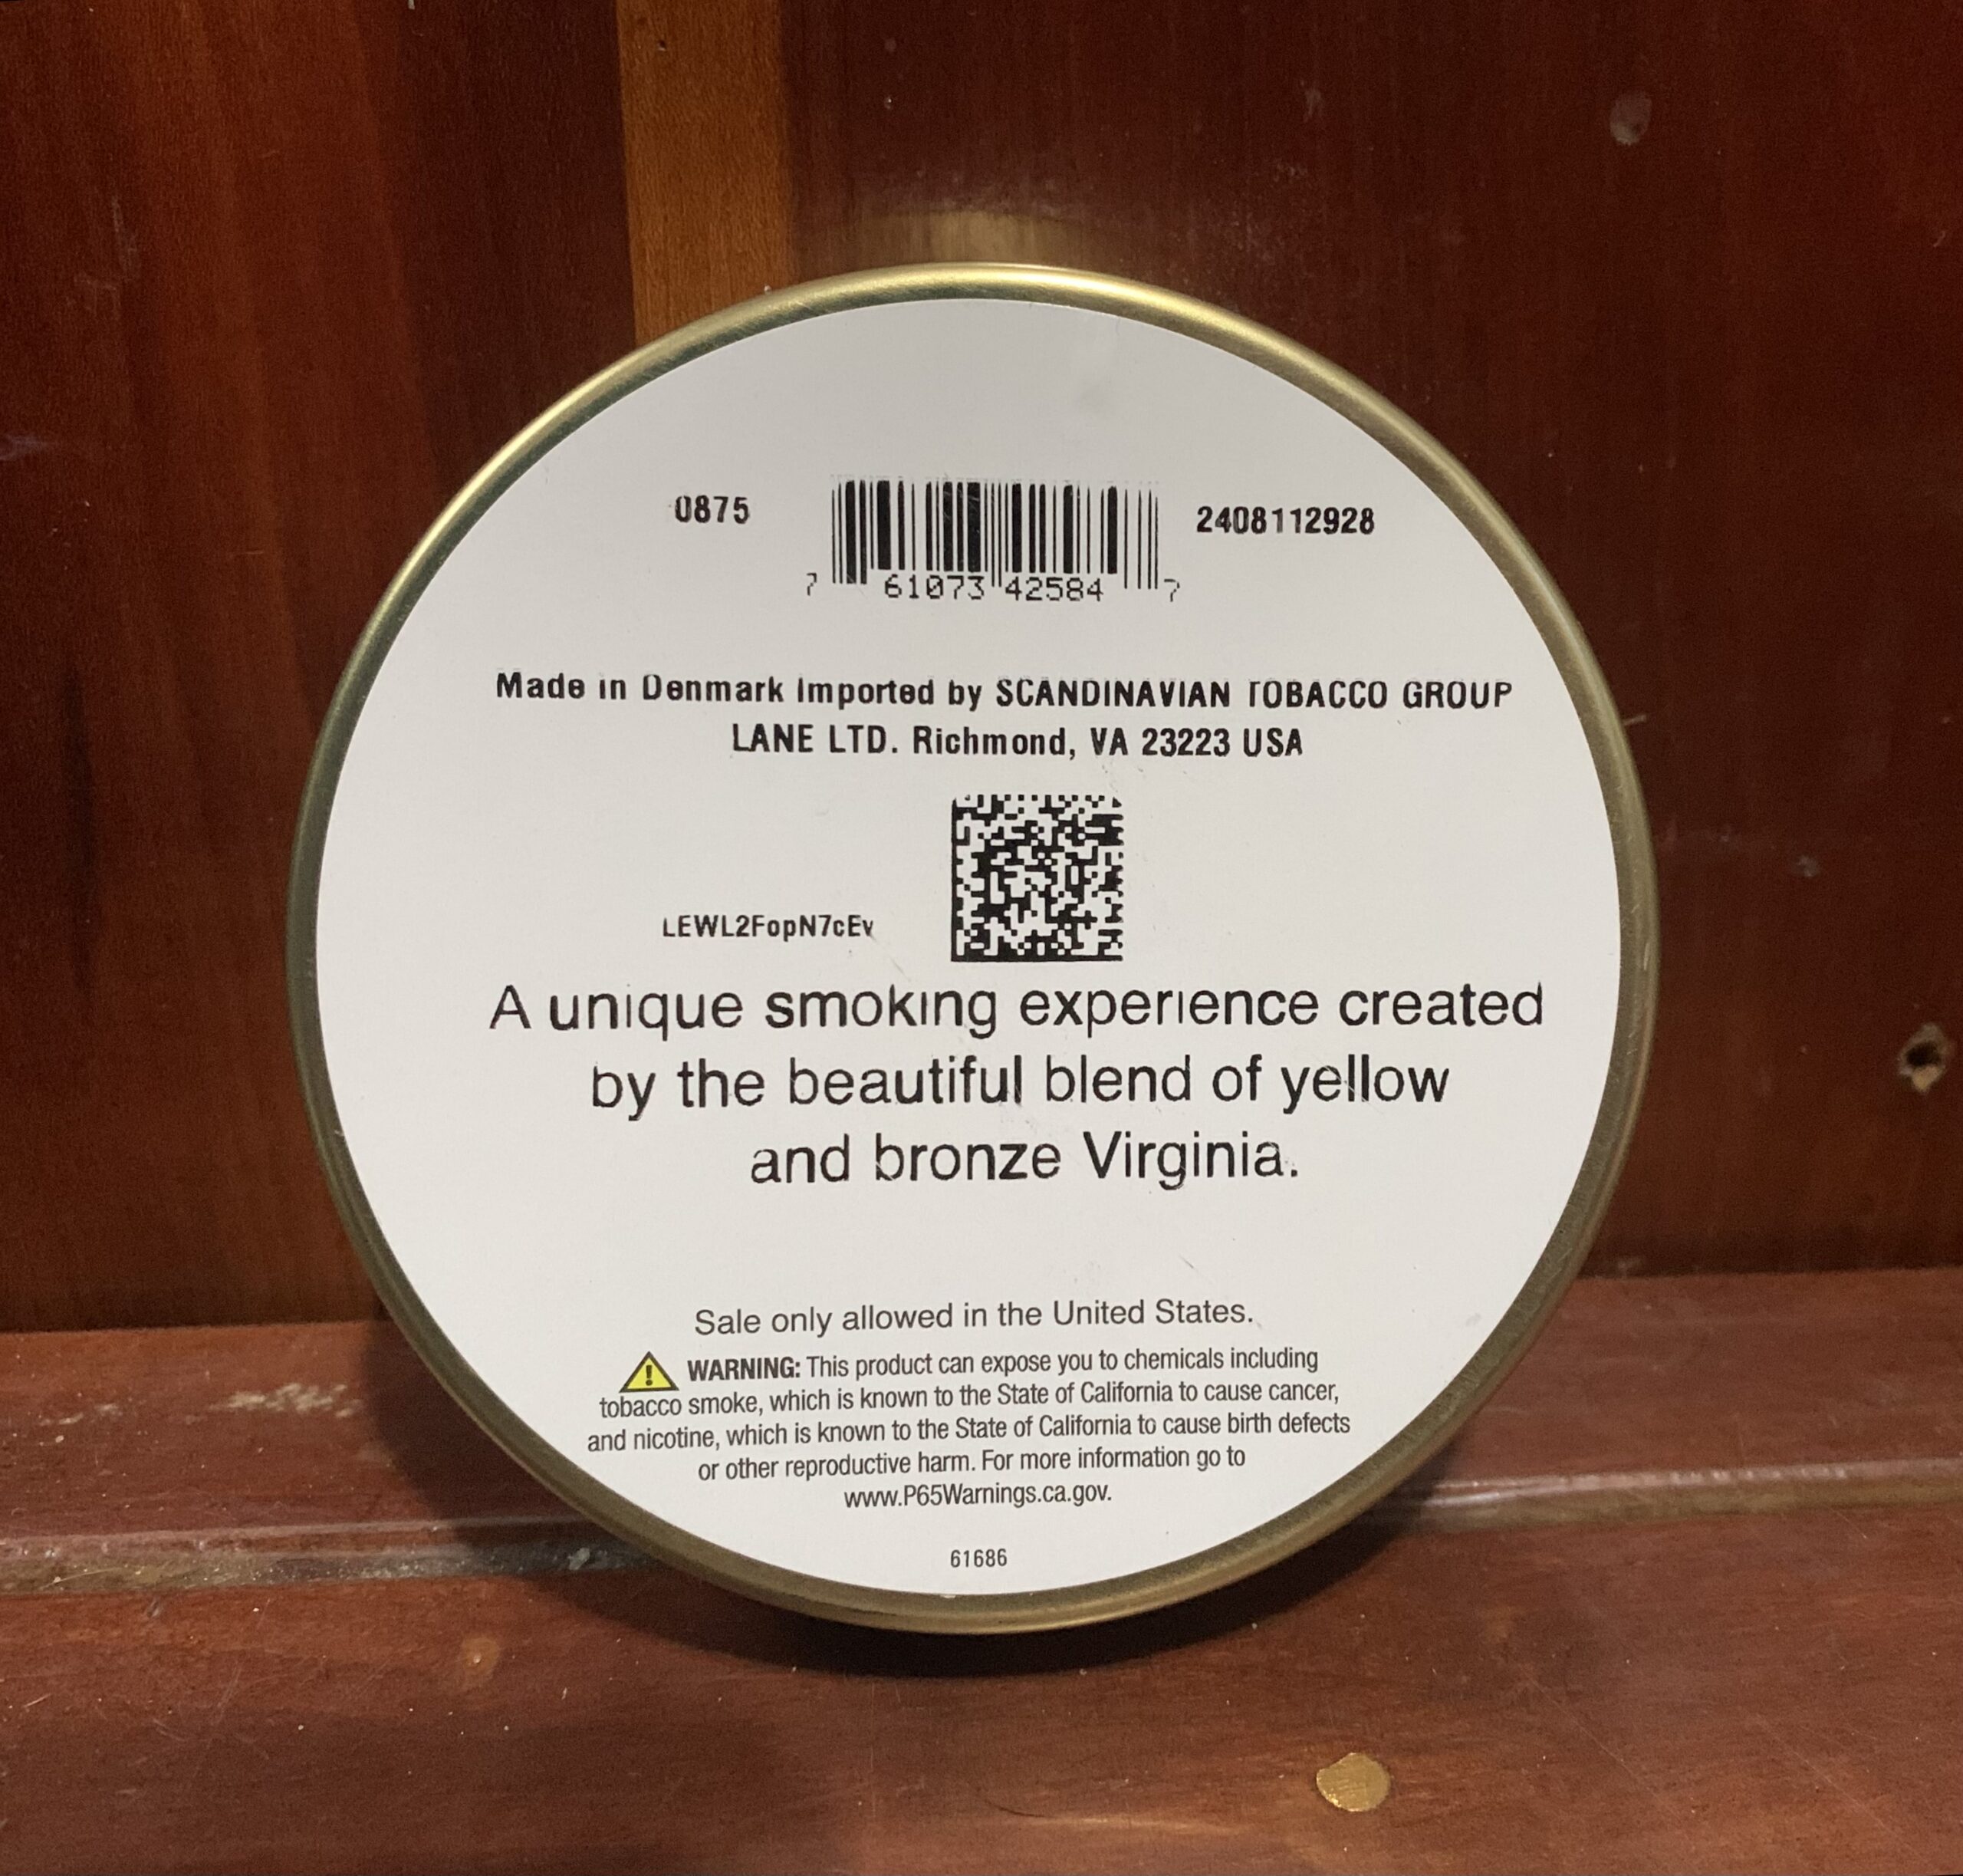 0875
2408112928
7 61073 42584 7
Made in Denmark Imported by SCANDINAVIAN TOBACCO GROUP
LANE LTD. Richmond, VA 23223 USA
LEWL2FopN7cEv
A unique smoking experience created
by the beautiful blend of yellow
and bronze Virginia.
Sale only allowed in the United States.
WARNING: This product can expose you to chemicals including
tobacco smoke, which is known to the State of California to cause cancer,
and nicotine, which is known to the State of California to cause birth defects
or other reproductive harm. For more information go to
www.P65Warnings.ca.gov.
61686